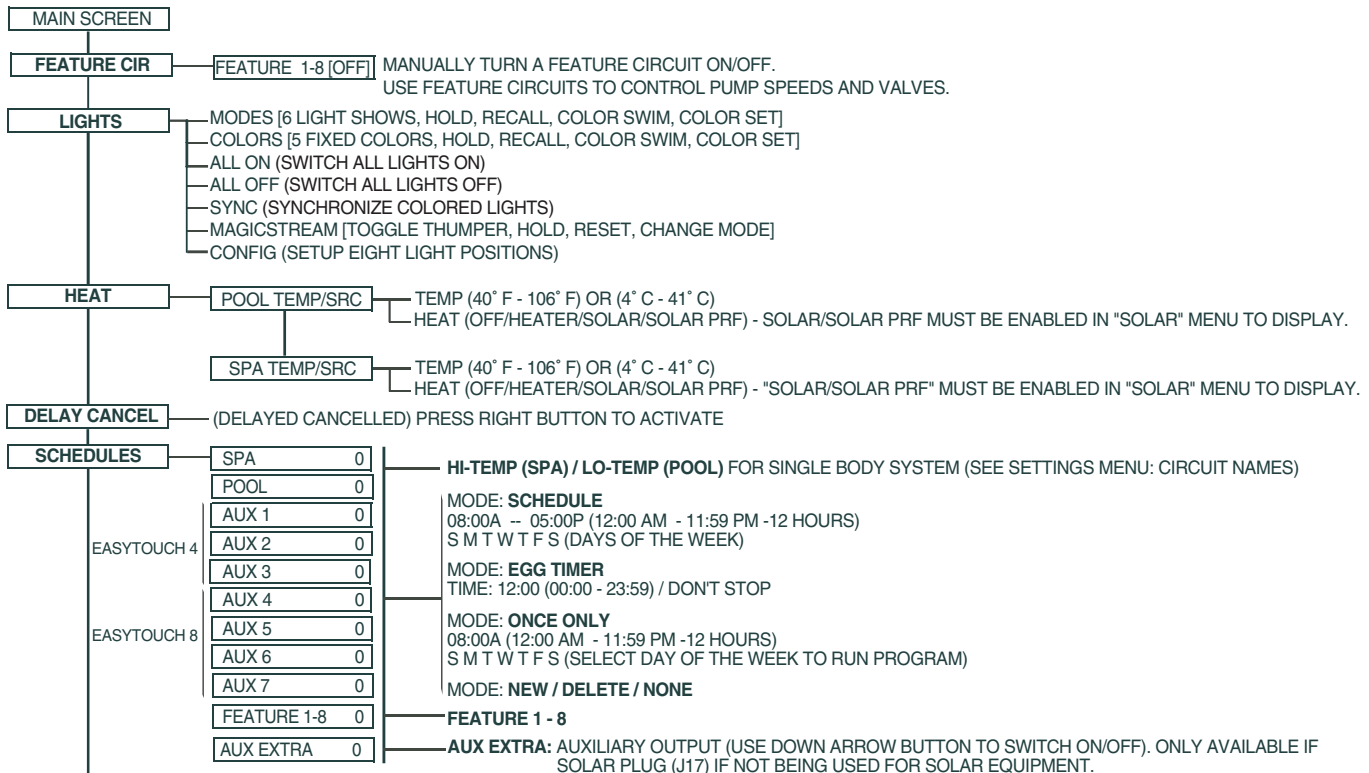 MAIN SCREEN
FEATURE CIR
FEATURE 1-8 [OFF]
MANUALLY TURN A FEATURE CIRCUIT ON/OFF.
USE FEATURE CIRCUITS TO CONTROL PUMP SPEEDS AND VALVES.
LIGHTS
MODES [6 LIGHT SHOWS, HOLD, RECALL, COLOR SWIM, COLOR SET]
COLORS [5 FIXED COLORS, HOLD, RECALL, COLOR SWIM, COLOR SET]
ALL ON (SWITCH ALL LIGHTS ON)
ALL OFF (SWITCH ALL LIGHTS OFF)
SYNC (SYNCHRONIZE COLORED LIGHTS)
MAGICSTREAM [TOGGLE THUMPER, HOLD, RESET, CHANGE MODE]
CONFIG (SETUP EIGHT LIGHT POSITIONS)
HEAT
POOL TEMP/SRC
TEMP (40° F - 106° F) OR (4° C - 41° C)
HEAT (OFF/HEATER/SOLAR/SOLAR PRF) - SOLAR/SOLAR PRF MUST BE ENABLED IN "SOLAR" MENU TO DISPLAY.
SPA TEMP/SRC
TEMP (40° F - 106° F) OR (4° C - 41° C)
HEAT (OFF/HEATER/SOLAR/SOLAR PRF) - "SOLAR/SOLAR PRF" MUST BE ENABLED IN "SOLAR" MENU TO DISPLAY.
DELAY CANCEL
(DELAYED CANCELLED) PRESS RIGHT BUTTON TO ACTIVATE
SCHEDULES
SPA 0
POOL 0
AUX 1 0
AUX 2 0
AUX 3 0
AUX 4 0
AUX 5 0
AUX 6 0
AUX 7 0
FEATURE 1-8 0
AUX EXTRA 0
EASYTOUCH 4
EASYTOUCH 8
HI-TEMP (SPA) / LO-TEMP (POOL) FOR SINGLE BODY SYSTEM (SEE SETTINGS MENU: CIRCUIT NAMES)
MODE: SCHEDULE
08:00A -- 05:00P (12:00 AM - 11:59 PM -12 HOURS)
S M T W T F S (DAYS OF THE WEEK)
MODE: EGG TIMER
TIME: 12:00 (00:00 - 23:59) / DON'T STOP
MODE: ONCE ONLY
08:00A (12:00 AM - 11:59 PM -12 HOURS)
S M T W T F S (SELECT DAY OF THE WEEK TO RUN PROGRAM)
MODE: NEW / DELETE / NONE
FEATURE 1 - 8
AUX EXTRA: AUXILIARY OUTPUT (USE DOWN ARROW BUTTON TO SWITCH ON/OFF). ONLY AVAILABLE IF
SOLAR PLUG (J17) IF NOT BEING USED FOR SOLAR EQUIPMENT.